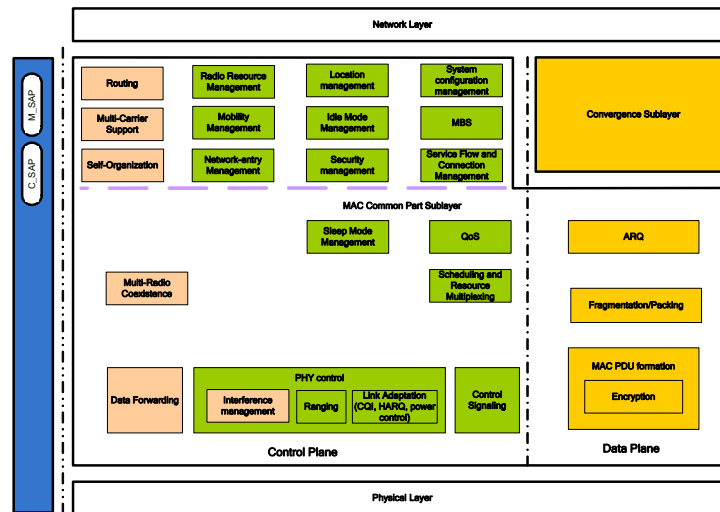 Network Layer
M_SAP
C_SAP
Routing
Radio Resource
Management
Location
management
System
configuration
management
Convergence Sublayer
Multi-Carrier
Support
Mobility
Management
Idle Mode
Management
MBS
Self-Organization
Network-entry
Management
Security
management
Service Flow and
Connection
Management
MAC Common Part Sublayer
Sleep Mode
Management
QoS
ARQ
Multi-Radio
Coexistence
Scheduling and
Resource
Multiplexing
Fragmentation/Packing
Data Forwarding
PHY control
Interference
management
Ranging
Link Adaptation
(CQI, HARQ, power
control)
Control
Signaling
MAC PDU formation
Encryption
Control Plane
Data Plane
Physical Layer